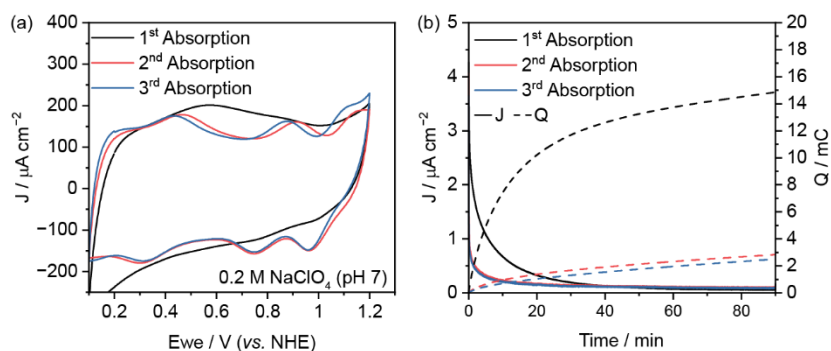 (a)
1st Absorption
2nd Absorption
3rd Absorption
400
300
200
100
0
−100
−200
J / μA cm−2
0.2 M NaClO4 (pH 7)
0.2 0.4 0.6 0.8 1.0 1.2
Ewe / V (vs. NHE)
(b)
1st Absorption
2nd Absorption
3rd Absorption
J Q
5
4
3
2
1
0
J / μA cm−2
20
18
16
14
12
10
8
6
4
2
0
Q / mC
0 20 40 60 80
Time / min